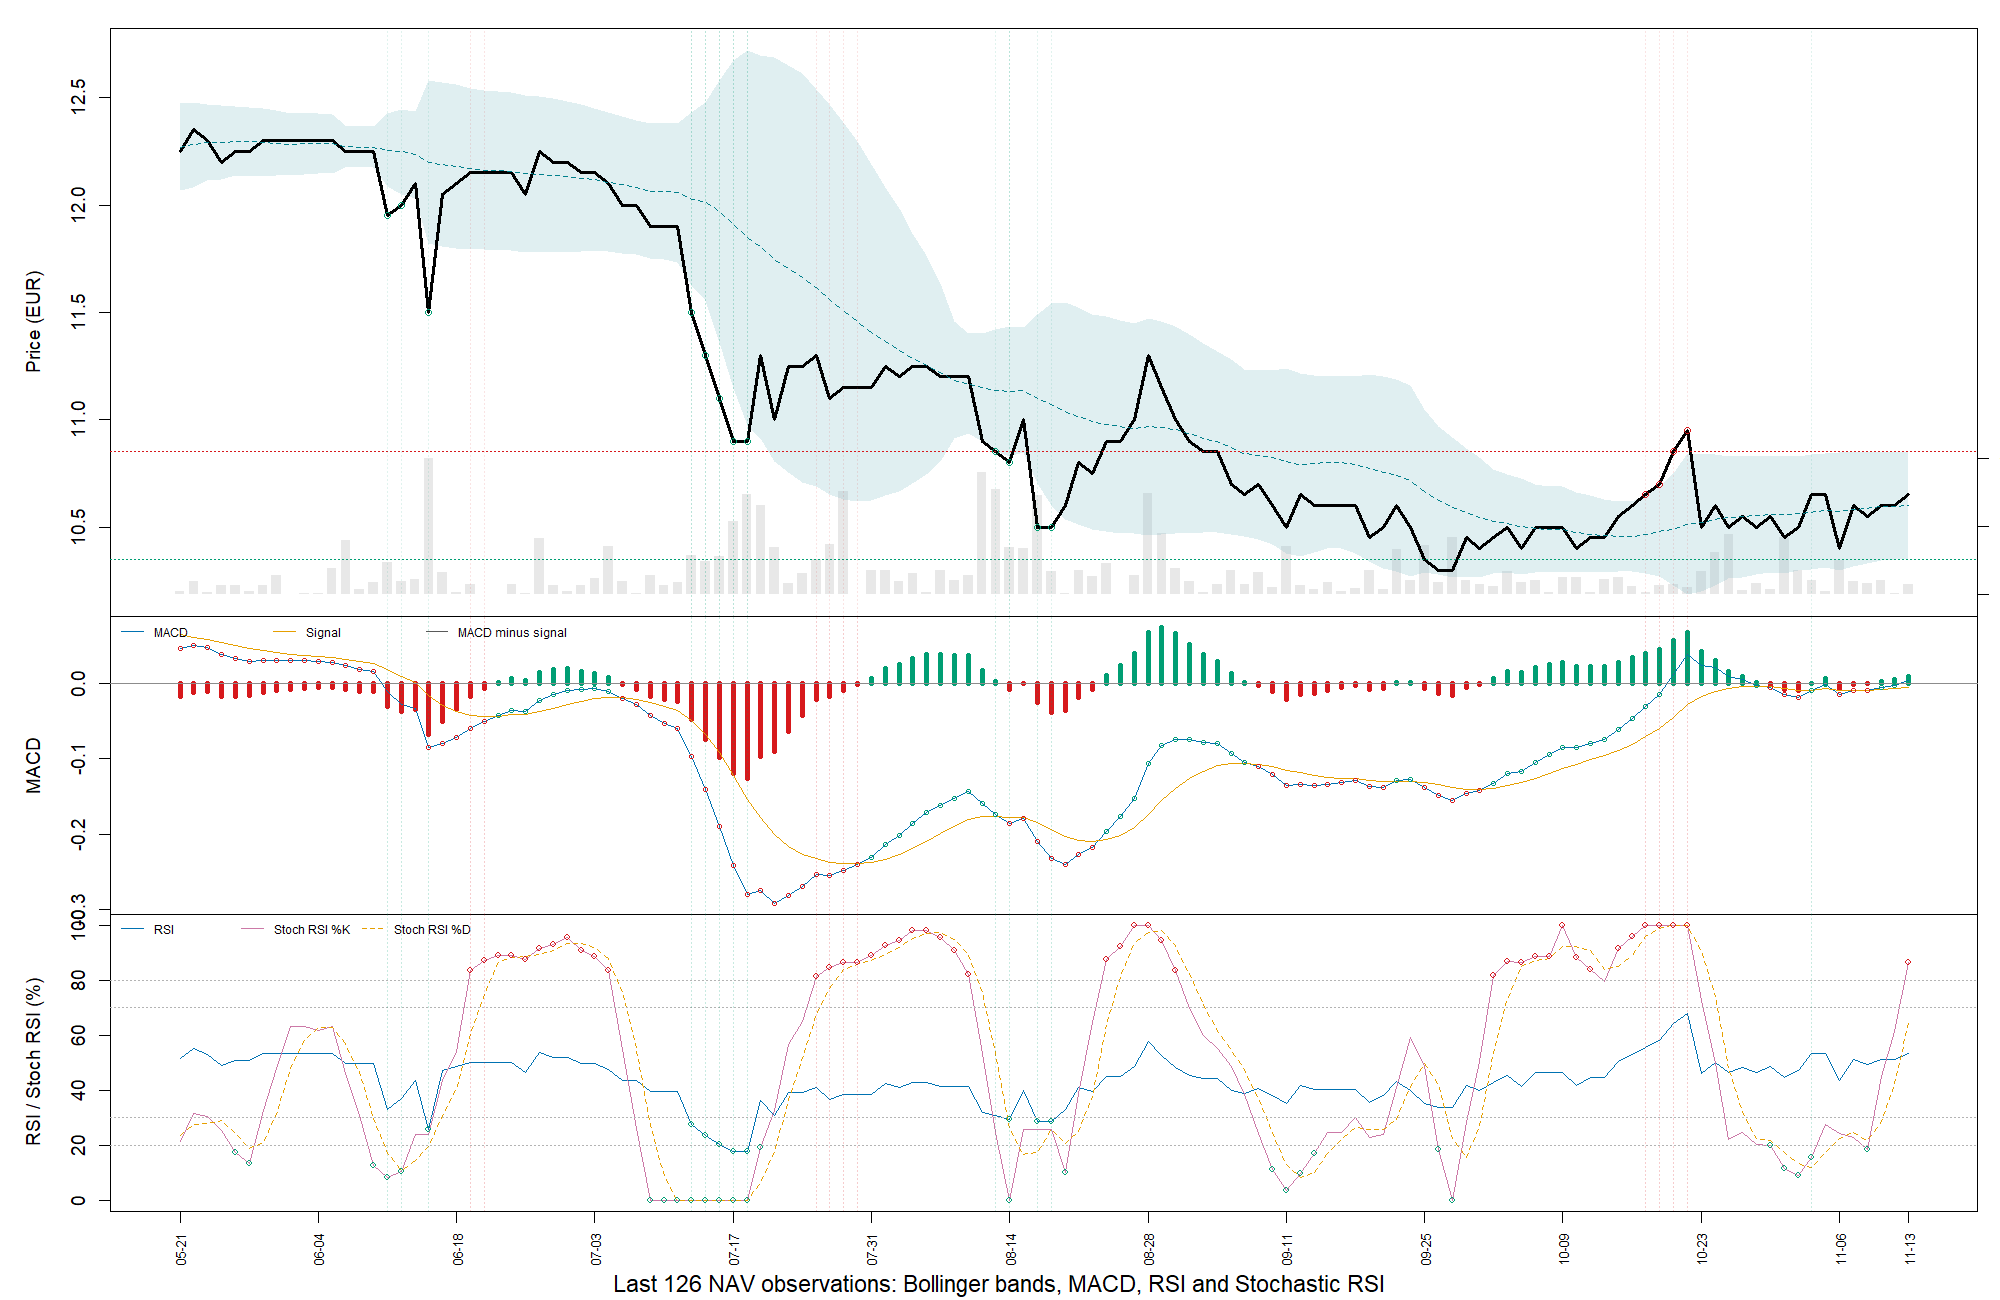 Price (EUR)
12.5
12.0
11.5
11.0
10.5
MACD
Signal
MACD minus signal
MACD
0.0
-0.1
-0.2
-0.3
RSI
Stoch RSI %K
Stoch RSI %D
RSI / Stoch RSI (%)
100
80
60
40
20
0
05-21
06-04
06-18
07-03
07-17
07-31
08-14
08-28
09-11
09-25
10-09
10-23
11-06
11-13
Last 126 NAV observations: Bollinger bands, MACD, RSI and Stochastic RSI